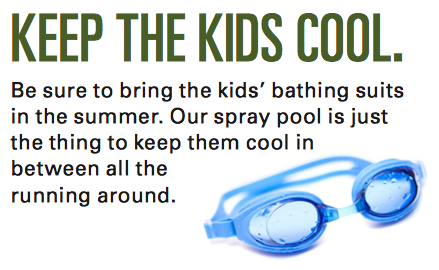 KEEP THE KIDS COOL.
Be sure to bring the kids’ bathing suits
in the summer. Our spray pool is just
the thing to keep them cool in
between all the
running around.